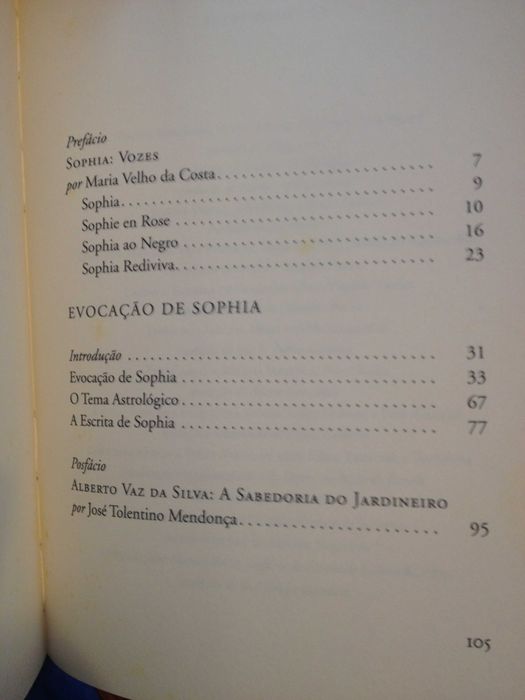 Prefácio
SOPHIA: VOZES
por Maria Velho da Costa........................ 7
Sophia........................................ 9
Sophie en Rose ............................... 10
Sophia ao Negro .............................. 16
Sophia Rediviva............................... 23
EVOCAÇÃO DE SOPHIA
Introdução ................................... 31
Evocação de Sophia ........................... 33
O Tema Astrológico............................ 67
A Escrita de Sophia .......................... 77
Posfácio
ALBERTO VAZ DA SILVA: A SABEDORIA DO JARDINEIRO
por José Tolentino Mendonça...................... 95
105